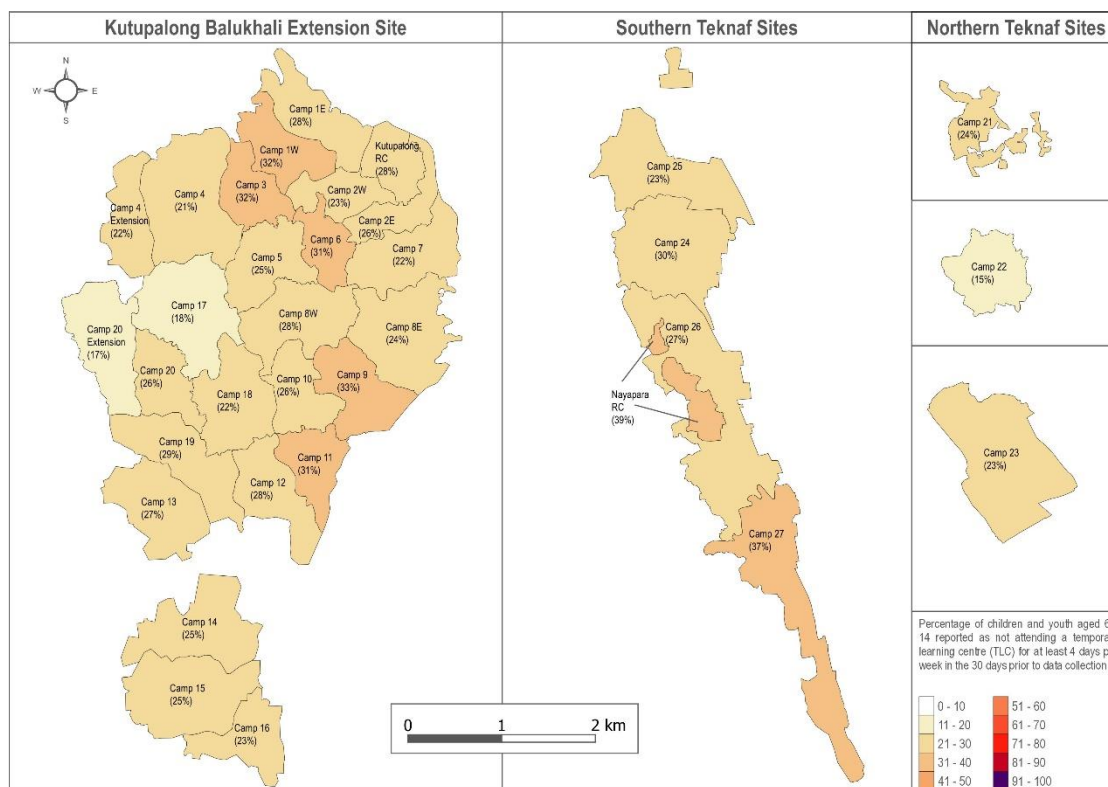 Kutupalong Balukhali Extension Site
Southern Teknaf Sites
Northern Teknaf Sites
N
W
E
S
Camp 1E
(28%)
Camp 1W
(32%)
Kutupalong
RC
(28%)
Camp 3
(32%)
Camp 2W
(23%)
Camp 4
(21%)
Camp 4
Extension
(22%)
Camp 2E
(26%)
Camp 6
(31%)
Camp 7
(22%)
Camp 5
(25%)
Camp 17
(18%)
Camp 8W
(28%)
Camp 8E
(24%)
Camp 20
Extension
(17%)
Camp 20
(26%)
Camp 18
(22%)
Camp 10
(26%)
Camp 9
(33%)
Camp 19
(29%)
Camp 11
(31%)
Camp 12
(28%)
Camp 13
(27%)
Camp 14
(25%)
Camp 15
(25%)
Camp 16
(23%)
Camp 25
(23%)
Camp 24
(30%)
Camp 26
(27%)
Nayapara
RC
(39%)
Camp 27
(37%)
0 1 2 km
Camp 21
(24%)
Camp 22
(15%)
Camp 23
(23%)
Percentage of children and youth aged 6
14 reported as not attending a tempora
learning centre (TLC) for at least 4 days p
week in the 30 days prior to data collection
0 - 10
11 - 20
21 - 30
31 - 40
41 - 50
51 - 60
61 - 70
71 - 80
81 - 90
91 - 100